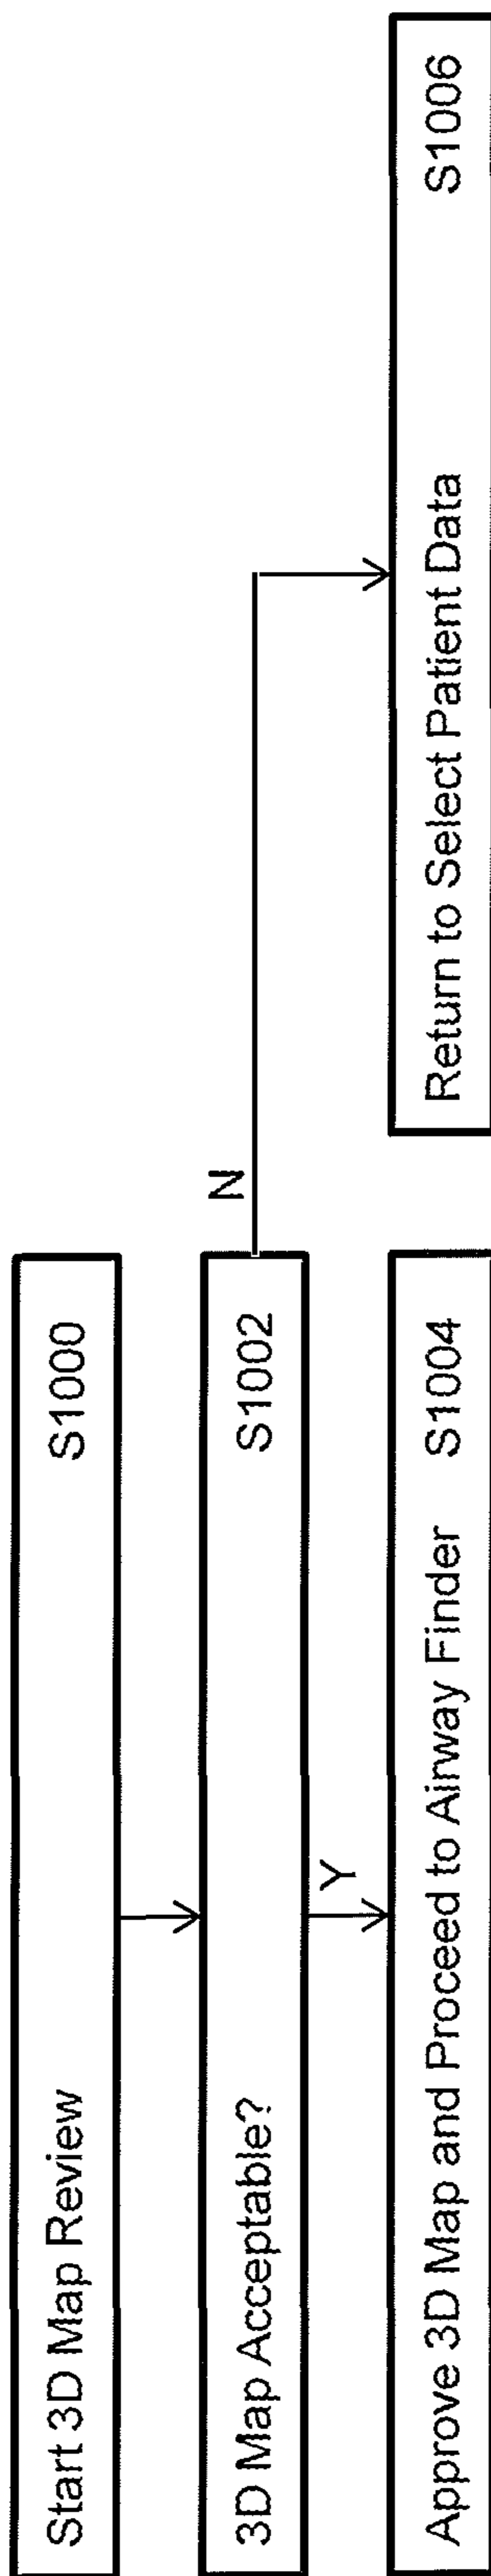 Start 3D Map Review S1000
3D Map Acceptable? S1002
N
Y
Approve 3D Map and Proceed to Airway Finder S1004
Return to Select Patient Data S1006